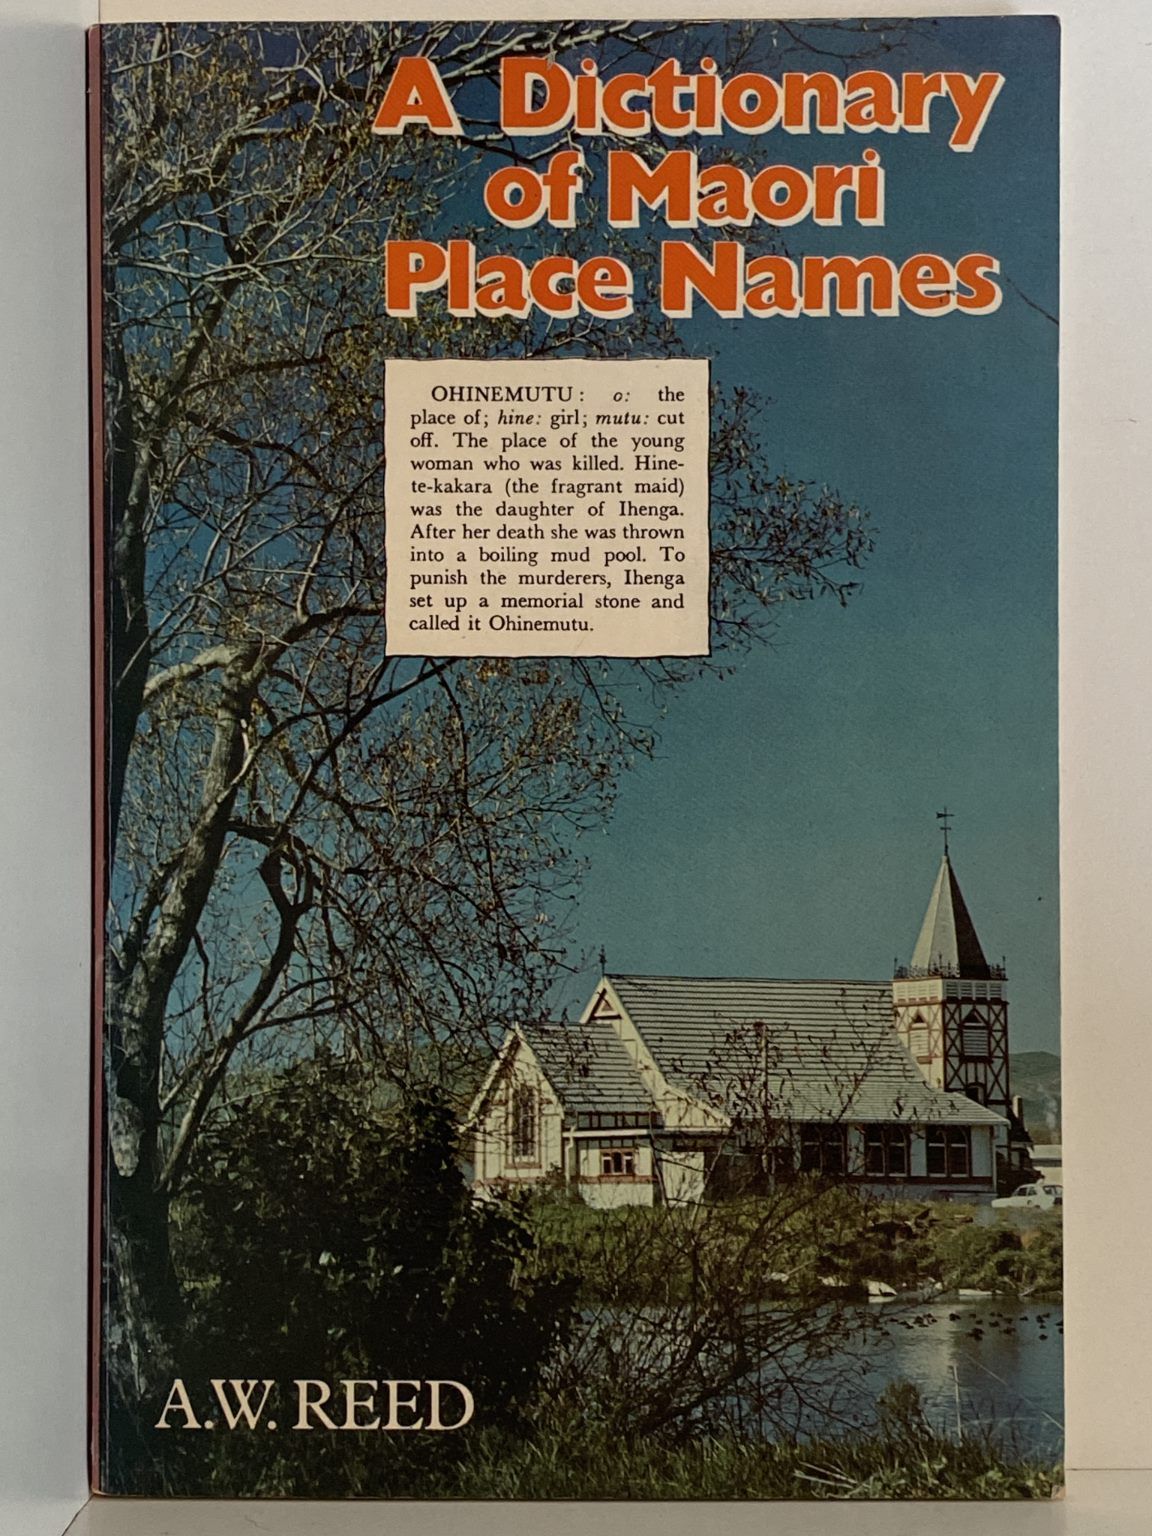 A Dictionary
of Maori
Place Names
OHINEMUTU: o: the
place of; hine: girl; mutu: cut
off. The place of the young
woman who was killed. Hine-
te-kakara (the fragrant maid)
was the daughter of Ihenga.
After her death she was thrown
into a boiling mud pool. To
punish the murderers, Ihenga
set up a memorial stone and
called it Ohinemutu.
A.W. REED